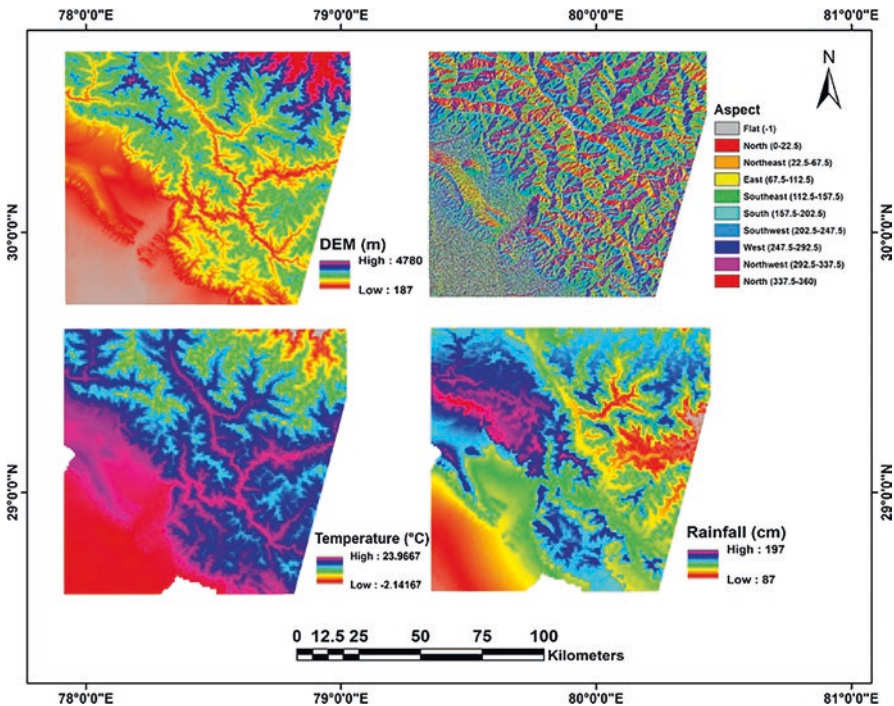 78°0'0"E 79°0'0"E 80°0'0"E 81°0'0"E
N
Aspect
Flat (-1)
North (0-22.5)
Northeast (22.5-67.5)
East (67.5-112.5)
Southeast (112.5-157.5)
South (157.5-202.5)
Southwest (202.5-247.5)
West (247.5-292.5)
Northwest (292.5-337.5)
North (337.5-360)
30°0'0"N
30°0'0"N
DEM (m)
High : 4780
Low : 187
29°0'0"N
29°0'0"N
Temperature (°C)
High : 23.9667
Low : -2.14167
Rainfall (cm)
High : 197
Low : 87
0 12.5 25 50 75 100
Kilometers
78°0'0"E 79°0'0"E 80°0'0"E 81°0'0"E